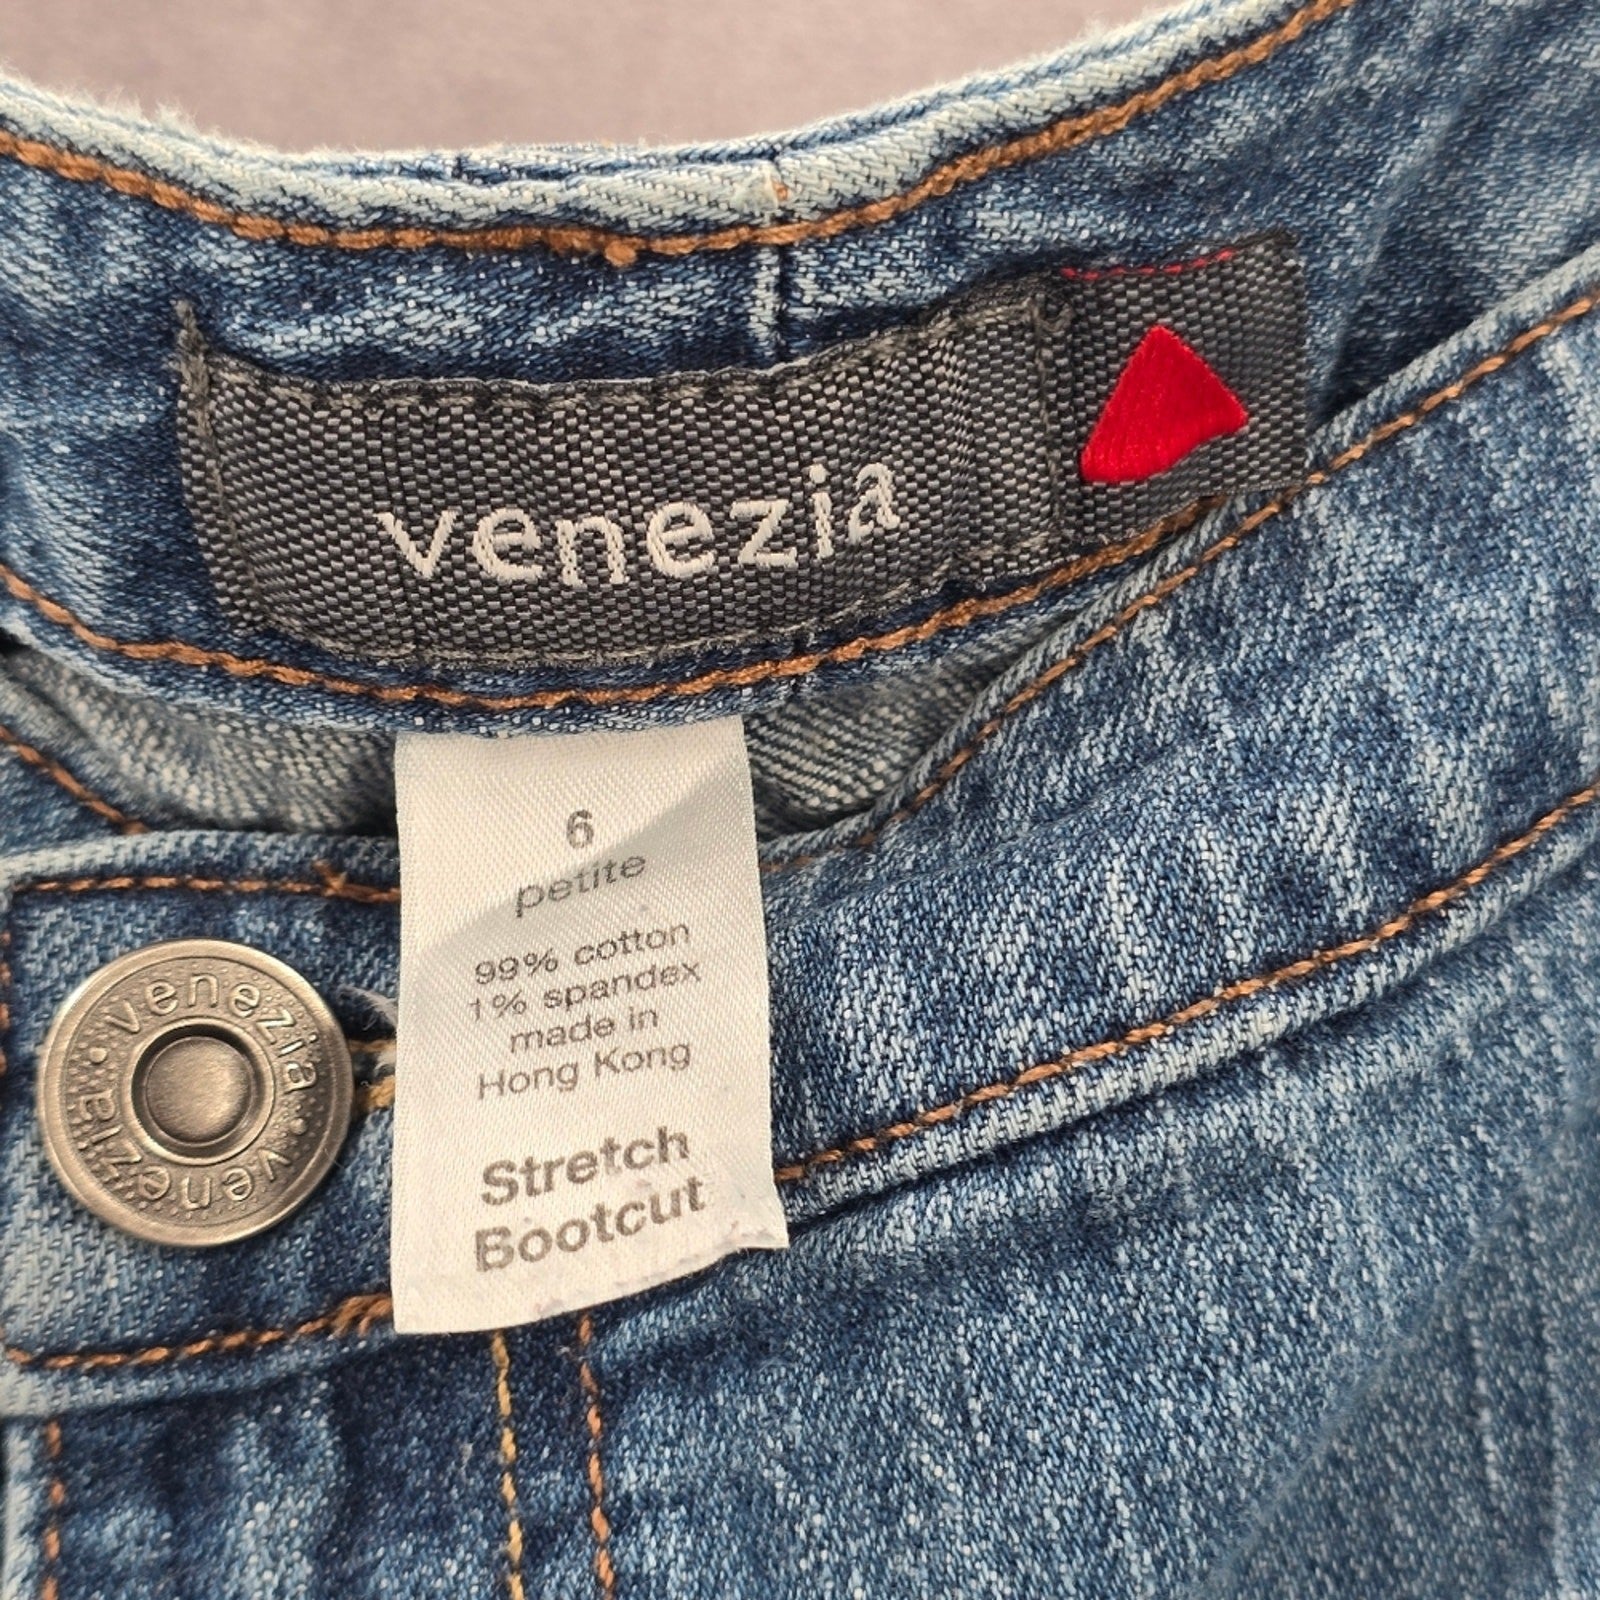 venezia
6
petite
99% cotton
1% spandex
made in
Hong Kong
Stretch
Bootcut
venezia • venezia •